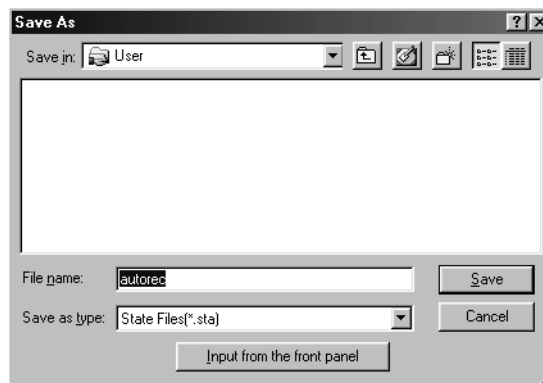 Save As
Save in: User
File name: autorec
Save
Save as type: State Files(*.sta)
Cancel
Input from the front panel